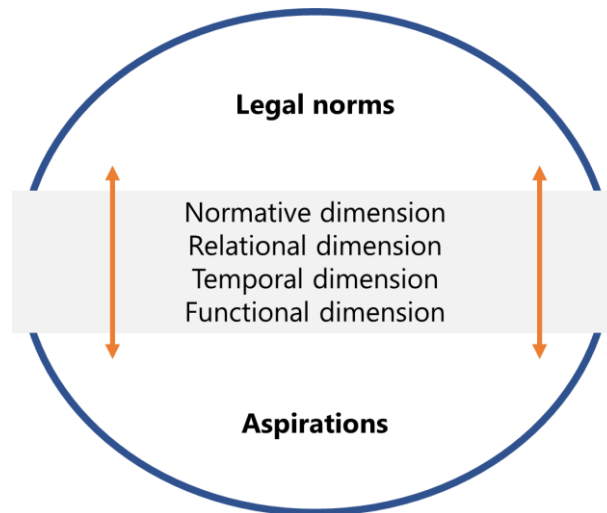 Legal norms
Normative dimension
Relational dimension
Temporal dimension
Functional dimension
Aspirations